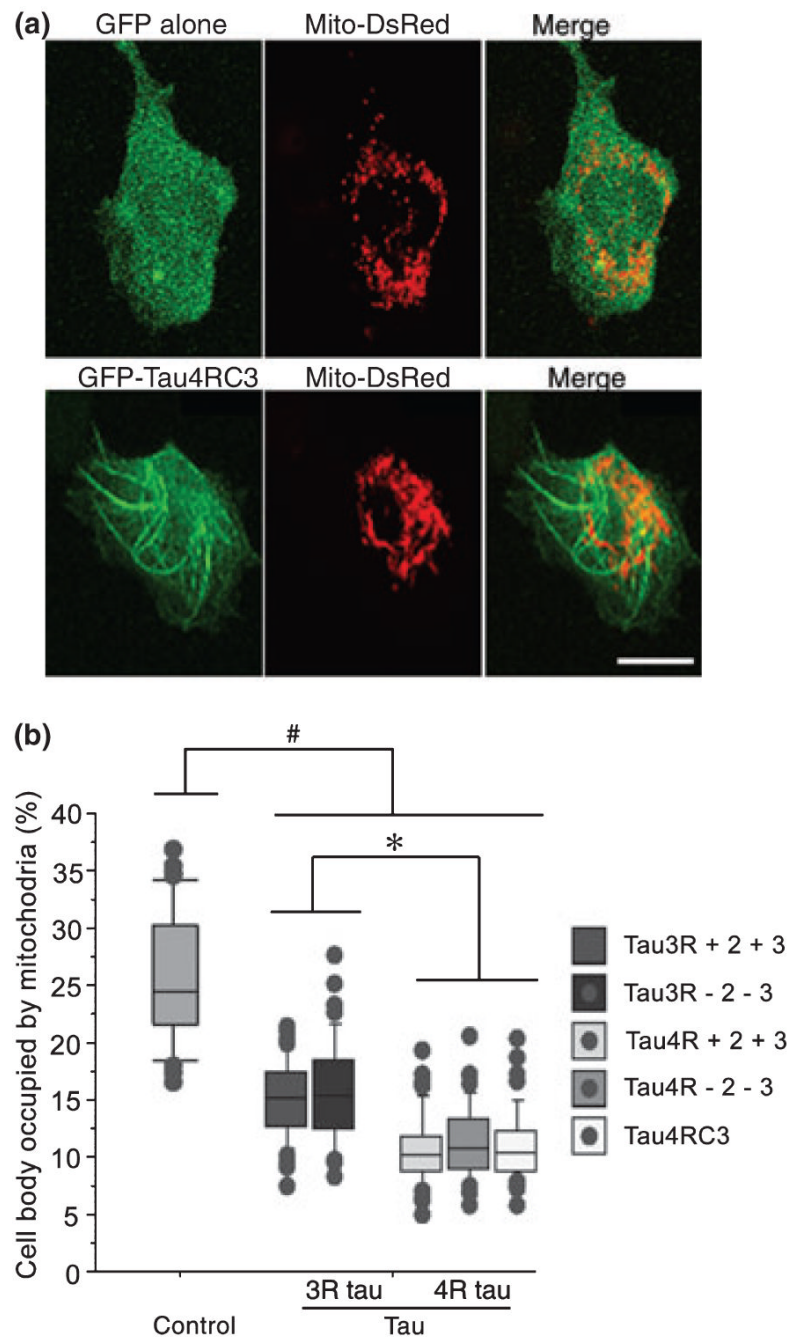 (a) GFP alone Mito-DsRed Merge
GFP-Tau4RC3 Mito-DsRed Merge
(b)
#
*
Cell body occupied by mitochodria (%)
40
35
30
25
20
15
10
5
0
Tau3R + 2 + 3
Tau3R - 2 - 3
Tau4R + 2 + 3
Tau4R - 2 - 3
Tau4RC3
3R tau 4R tau
Control Tau